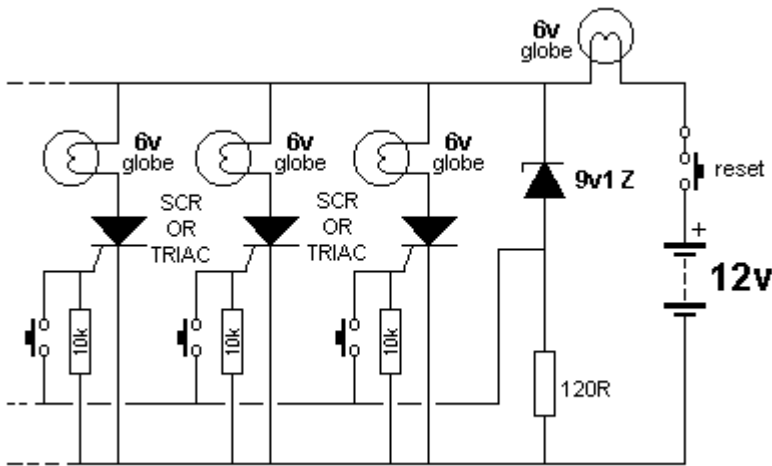 6v
globe
6v
globe
6v
globe
6v
globe
SCR
OR
TRIAC
SCR
OR
TRIAC
9v1 Z
reset
+
12v
10k
10k
10k
120R